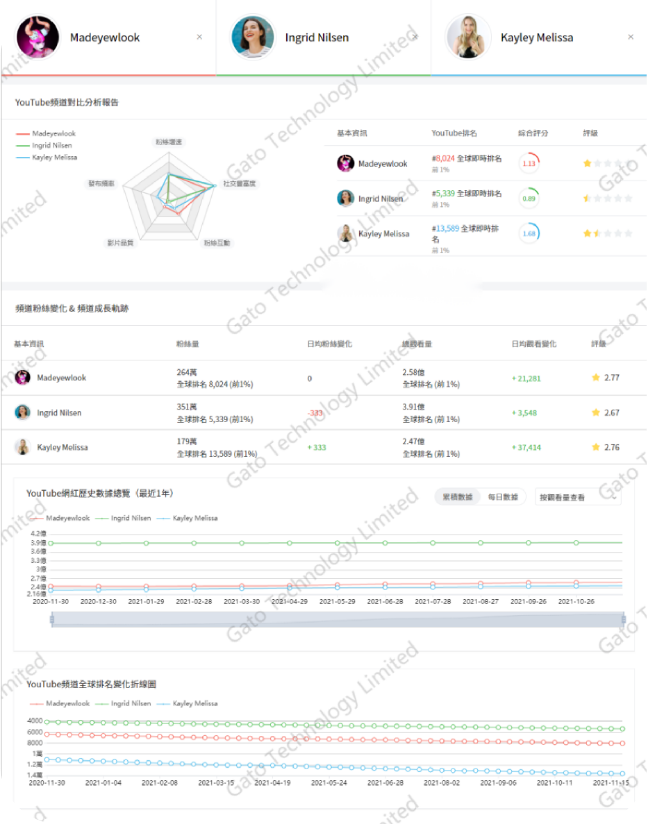 Madeyewlook ×
Ingrid Nilsen ×
Kayley Melissa ×
YouTube頻道對比分析報告
Madeyewlook
Ingrid Nilsen
Kayley Melissa
粉絲增速
社交豐富度
粉絲互動
影片品質
發布頻率
基本資訊 YouTube排名 綜合評分 評級
Madeyewlook #8,024 全球即時排名 1.13
前 1%
Ingrid Nilsen #5,339 全球即時排名 0.89
前 1%
Kayley Melissa #13,589 全球即時排名 1.68
前 1%
頻道粉絲變化 & 頻道成長軌跡
基本資訊 粉絲量 日均粉絲變化 總觀看量 日均觀看變化 評級
Madeyewlook 264萬 0 2.58億 +21,281 2.77
全球排名 8,024 (前1%) 全球排名 (前 1%)
Ingrid Nilsen 351萬 -333 3.91億 +3,548 2.67
全球排名 5,339 (前1%) 全球排名 (前 1%)
Kayley Melissa 179萬 +333 2.47億 +37,414 2.76
全球排名 13,589 (前1%) 全球排名 (前 1%)
YouTube網紅歷史數據總覽（最近1年） 累積數據 每日數據 按觀看量查看
Madeyewlook Ingrid Nilsen Kayley Melissa
4.2億
3.9億
3.6億
3.3億
3億
2.7億
2.4億
2.16億
2020-11-30 2020-12-30 2021-01-29 2021-02-28 2021-03-30 2021-04-29 2021-05-29 2021-06-28 2021-07-28 2021-08-27 2021-09-26 2021-10-26
YouTube頻道全球排名變化折線圖
Madeyewlook Ingrid Nilsen Kayley Melissa
4000
6000
8000
1萬
1.2萬
1.4萬
2020-11-30 2021-01-04 2021-02-08 2021-03-15 2021-04-19 2021-05-24 2021-06-28 2021-08-02 2021-09-06 2021-10-11 2021-11-15
Gato Technology Limited